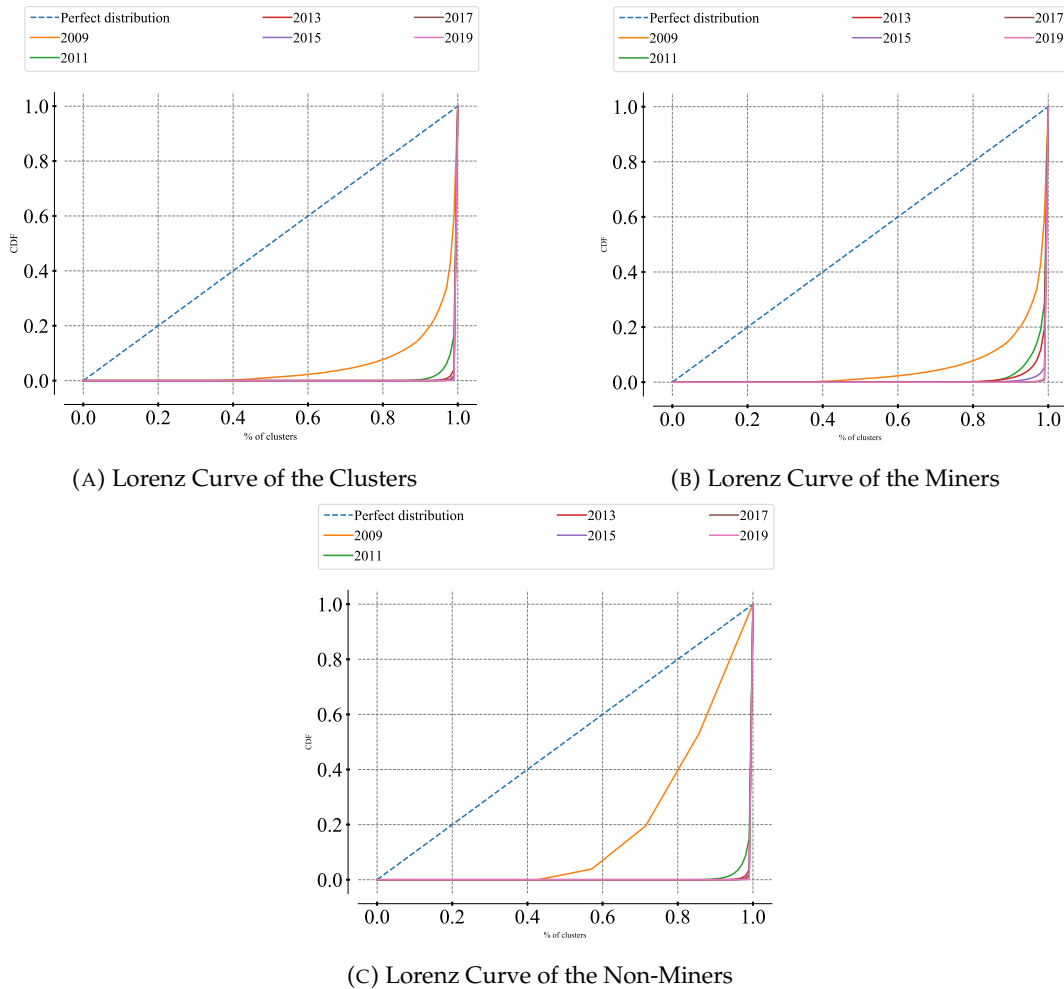 Perfect distribution 2013 2017
2009 2015 2019
2011
1.0
0.8
0.6
CDF
0.4
0.2
0.0
0.0 0.2 0.4 0.6 0.8 1.0
% of clusters
(A) Lorenz Curve of the Clusters
Perfect distribution 2013 2017
2009 2015 2019
2011
1.0
0.8
0.6
CDF
0.4
0.2
0.0
0.0 0.2 0.4 0.6 0.8 1.0
% of clusters
(B) Lorenz Curve of the Miners
Perfect distribution 2013 2017
2009 2015 2019
2011
1.0
0.8
0.6
CDF
0.4
0.2
0.0
0.0 0.2 0.4 0.6 0.8 1.0
% of clusters
(C) Lorenz Curve of the Non-Miners